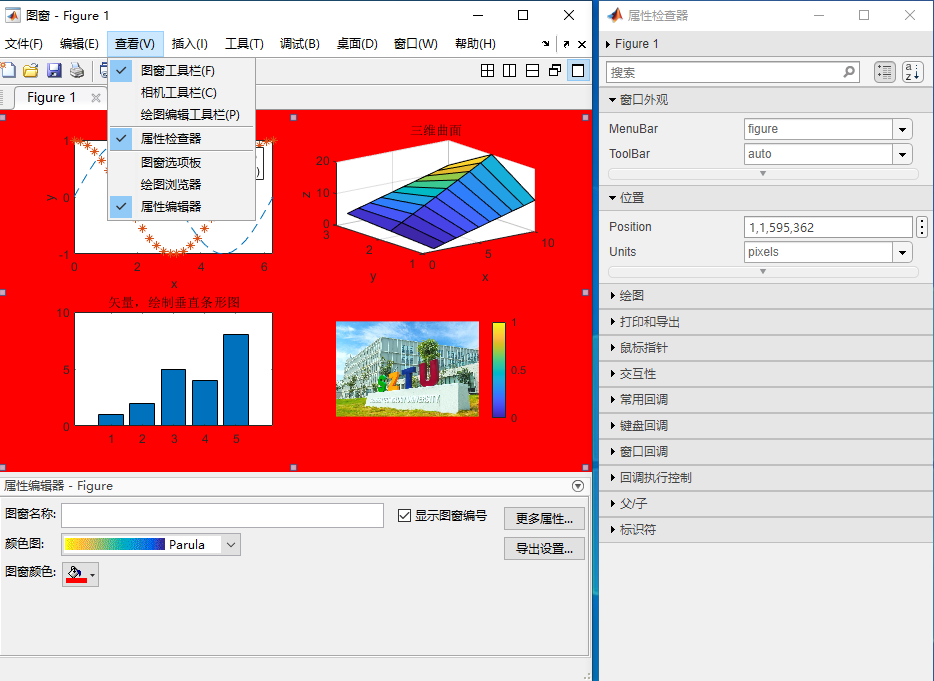 图窗 - Figure 1
文件(F) 编辑(E) 查看(V) 插入(I) 工具(T) 调试(B) 桌面(D) 窗口(W) 帮助(H)
图窗工具栏(F)
相机工具栏(C)
绘图编辑工具栏(P)
属性检查器
图窗选项板
绘图浏览器
属性编辑器
Figure 1
1
0
-1
y
)
0 2 4 6
x
三维曲面
20
10
0
z
3
2
1
y
0
5
10
x
矢量，绘制垂直条形图
10
5
0
1 2 3 4 5
SZTU
1
0.5
0
属性编辑器 - Figure
图窗名称:
显示图窗编号
更多属性...
颜色图:
Parula
导出设置...
图窗颜色:
属性检查器
Figure 1
搜索
窗口外观
MenuBar figure
ToolBar auto
位置
Position 1,1,595,362
Units pixels
绘图
打印和导出
鼠标指针
交互性
常用回调
键盘回调
窗口回调
回调执行控制
父/子
标识符